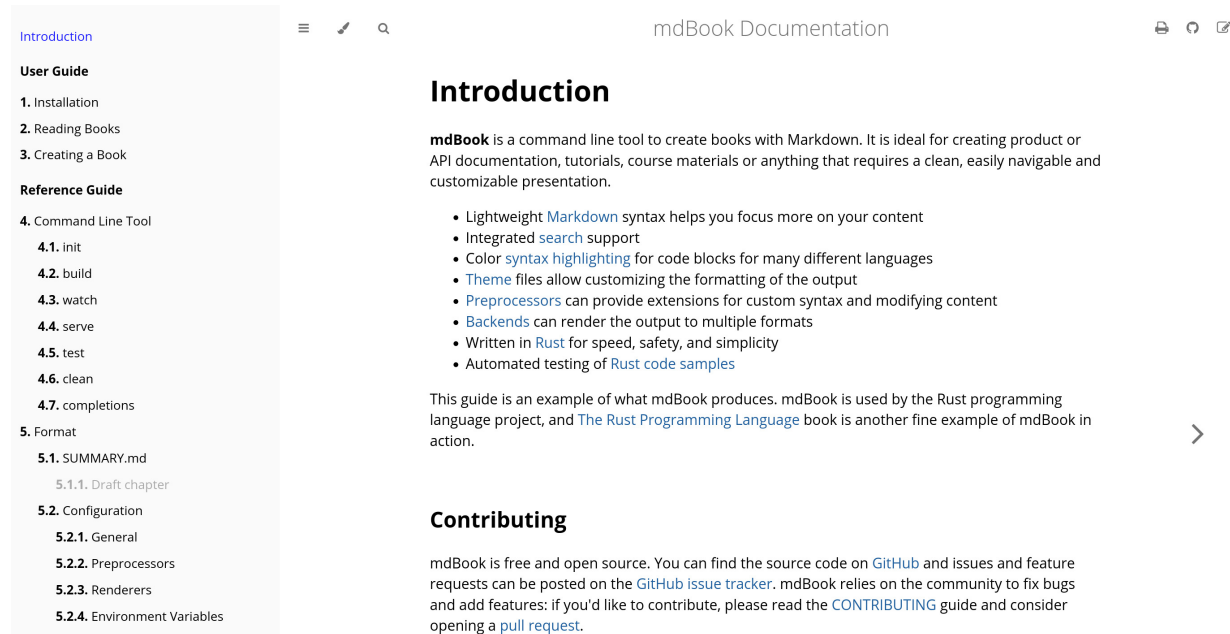 Introduction
User Guide
1. Installation
2. Reading Books
3. Creating a Book
Reference Guide
4. Command Line Tool
4.1. init
4.2. build
4.3. watch
4.4. serve
4.5. test
4.6. clean
4.7. completions
5. Format
5.1. SUMMARY.md
5.1.1. Draft chapter
5.2. Configuration
5.2.1. General
5.2.2. Preprocessors
5.2.3. Renderers
5.2.4. Environment Variables
mdBook Documentation
Introduction
mdBook is a command line tool to create books with Markdown. It is ideal for creating product or
API documentation, tutorials, course materials or anything that requires a clean, easily navigable and
customizable presentation.
• Lightweight Markdown syntax helps you focus more on your content
• Integrated search support
• Color syntax highlighting for code blocks for many different languages
• Theme files allow customizing the formatting of the output
• Preprocessors can provide extensions for custom syntax and modifying content
• Backends can render the output to multiple formats
• Written in Rust for speed, safety, and simplicity
• Automated testing of Rust code samples
This guide is an example of what mdBook produces. mdBook is used by the Rust programming
language project, and The Rust Programming Language book is another fine example of mdBook in
action.
Contributing
mdBook is free and open source. You can find the source code on GitHub and issues and feature
requests can be posted on the GitHub issue tracker. mdBook relies on the community to fix bugs
and add features: if you'd like to contribute, please read the CONTRIBUTING guide and consider
opening a pull request.